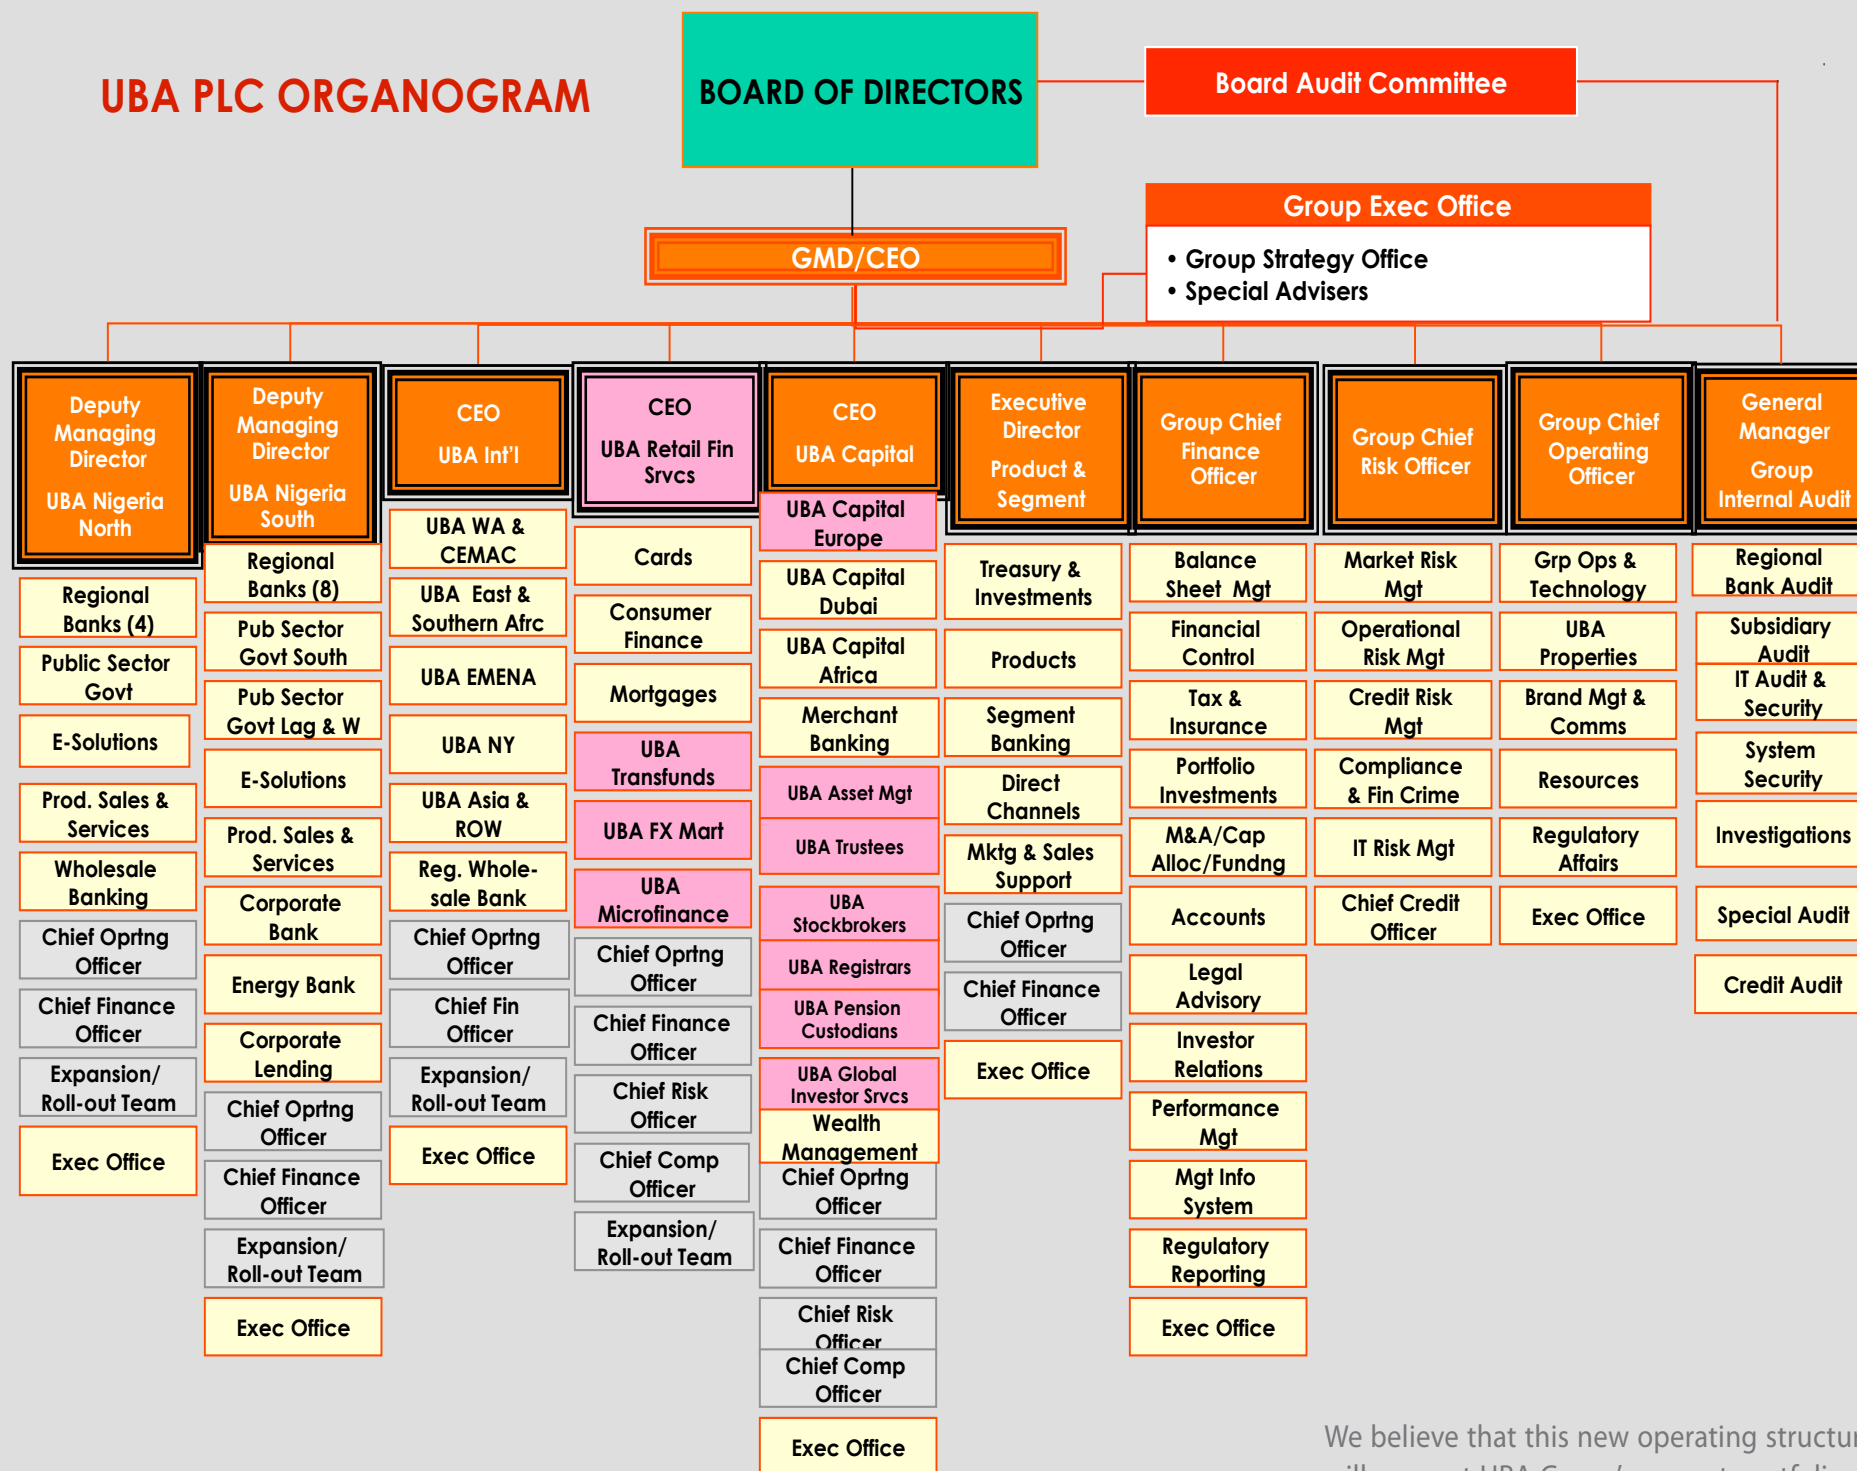 UBA PLC ORGANOGRAM
BOARD OF DIRECTORS
Board Audit Committee
Group Exec Office
• Group Strategy Office
• Special Advisers
GMD/CEO
Deputy
Managing
Director
UBA Nigeria
North
Regional
Banks (4)
Public Sector
Govt
E-Solutions
Prod. Sales &
Services
Wholesale
Banking
Chief Oprtng
Officer
Chief Finance
Officer
Expansion/
Roll-out Team
Exec Office
Deputy
Managing
Director
UBA Nigeria
South
Regional
Banks (8)
Pub Sector
Govt South
Pub Sector
Govt Lag & W
E-Solutions
Prod. Sales &
Services
Corporate
Bank
Energy Bank
Corporate
Lending
Chief Oprtng
Officer
Chief Finance
Officer
Expansion/
Roll-out Team
Exec Office
CEO
UBA Int'l
UBA WA &
CEMAC
UBA East &
Southern Afrc
UBA EMENA
UBA NY
UBA Asia &
ROW
Reg. Whole-
sale Bank
Chief Oprtng
Officer
Chief Fin
Officer
Expansion/
Roll-out Team
Exec Office
CEO
UBA Retail Fin
Srvcs
Cards
Consumer
Finance
Mortgages
UBA
Transfunds
UBA FX Mart
UBA
Microfinance
Chief Oprtng
Officer
Chief Finance
Officer
Chief Risk
Officer
Chief Comp
Officer
Expansion/
Roll-out Team
CEO
UBA Capital
UBA Capital
Europe
UBA Capital
Dubai
UBA Capital
Africa
Merchant
Banking
UBA Asset Mgt
UBA Trustees
UBA
Stockbrokers
UBA Registrars
UBA Pension
Custodians
UBA Global
Investor Srvcs
Wealth
Management
Chief Oprtng
Officer
Chief Finance
Officer
Chief Risk
Officer
Chief Comp
Officer
Exec Office
Executive
Director
Product &
Segment
Treasury &
Investments
Products
Segment
Banking
Direct
Channels
Mktg & Sales
Support
Chief Oprtng
Officer
Chief Finance
Officer
Exec Office
Group Chief
Finance
Officer
Balance
Sheet Mgt
Financial
Control
Tax &
Insurance
Portfolio
Investments
M&A/Cap
Alloc/Fundng
Accounts
Legal
Advisory
Investor
Relations
Performance
Mgt
Mgt Info
System
Regulatory
Reporting
Exec Office
Group Chief
Risk Officer
Market Risk
Mgt
Operational
Risk Mgt
Credit Risk
Mgt
Compliance
& Fin Crime
IT Risk Mgt
Chief Credit
Officer
Group Chief
Operating
Officer
Grp Ops &
Technology
UBA
Properties
Brand Mgt &
Comms
Resources
Regulatory
Affairs
Exec Office
General
Manager
Group
Internal Audit
Regional
Bank Audit
Subsidiary
Audit
IT Audit &
Security
System
Security
Investigations
Special Audit
Credit Audit
We believe that this new operating structur